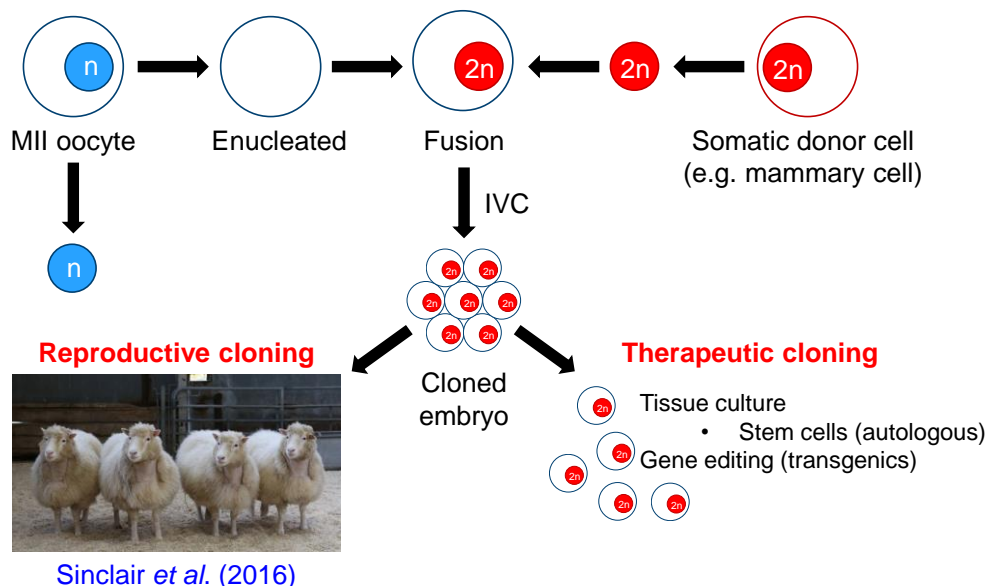 n
2n
2n
2n
MII oocyte
Enucleated
Fusion
Somatic donor cell
(e.g. mammary cell)
IVC
n
2n
2n
2n
2n
2n
2n
2n
Reproductive cloning
Cloned
embryo
Therapeutic cloning
2n
Tissue culture
• Stem cells (autologous)
2n
Gene editing (transgenics)
2n
2n
2n
Sinclair et al. (2016)